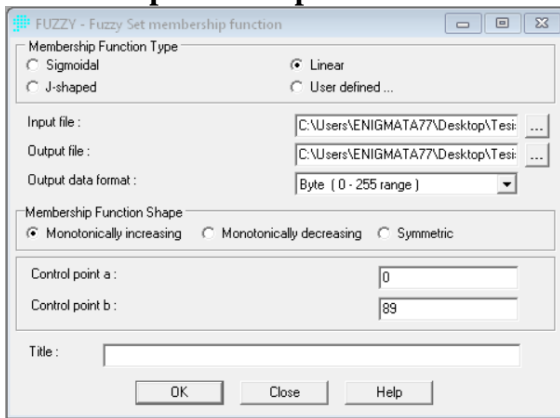 FUZZY - Fuzzy Set membership function
Membership Function Type
Sigmoidal Linear
J-shaped User defined ...
Input file : C:\Users\ENIGMATA77\Desktop\Tesi: ...
Output file : C:\Users\ENIGMATA77\Desktop\Tesi: ...
Output data format : Byte ( 0 - 255 range )
Membership Function Shape
Monotonically increasing Monotonically decreasing Symmetric
Control point a : 0
Control point b : 89
Title :
OK Close Help